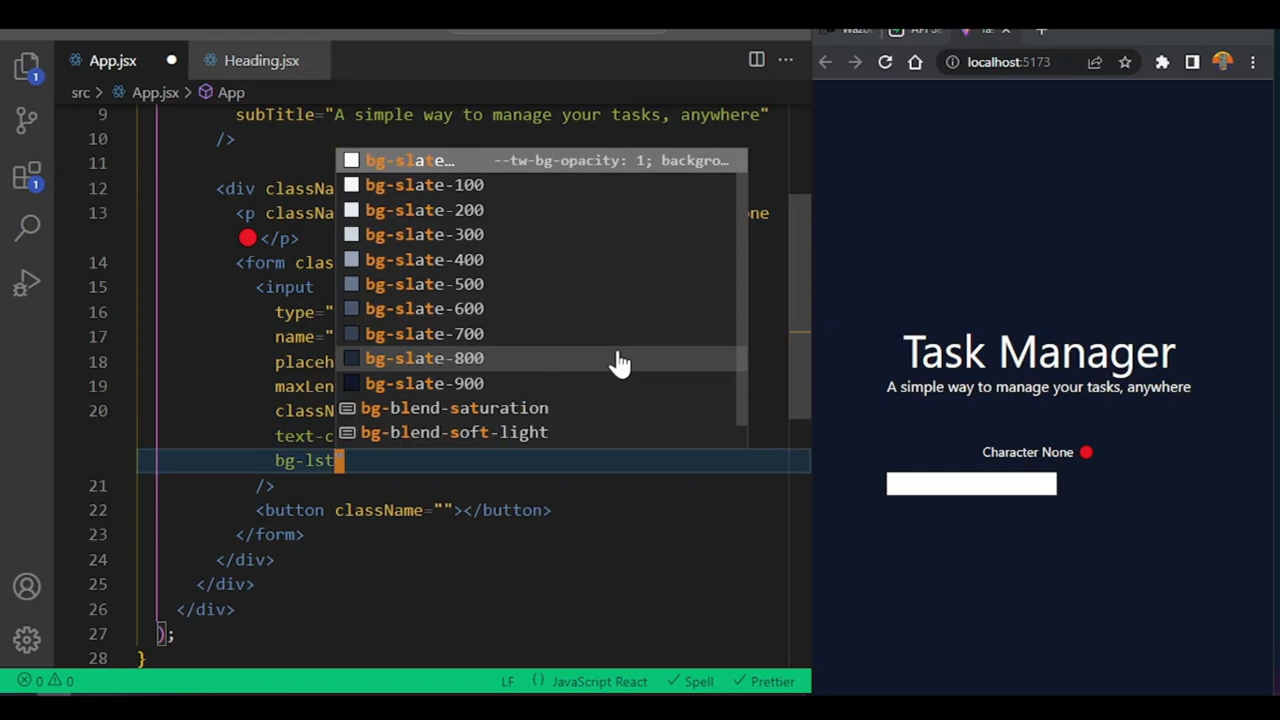 App.jsx
Heading.jsx
localhost:5173
src > App.jsx > App
9 subTitle="A simple way to manage your tasks, anywhere"
10 />
11
12 <div classNa
13 <p classNa one
</p>
14 <form clas
15 <input
16 type="
17 name="
18 placeh
19 maxLen
20 classN
text-c
bg-lst"
21 />
22 <button className=""></button>
23 </form>
24 </div>
25 </div>
26 </div>
27 );
28 }
bg-slate… --tw-bg-opacity: 1; backgro…
bg-slate-100
bg-slate-200
bg-slate-300
bg-slate-400
bg-slate-500
bg-slate-600
bg-slate-700
bg-slate-800
bg-slate-900
bg-blend-saturation
bg-blend-soft-light
1
1
0 0
LF {} JavaScript React Spell Prettier
Task Manager
A simple way to manage your tasks, anywhere
Character None